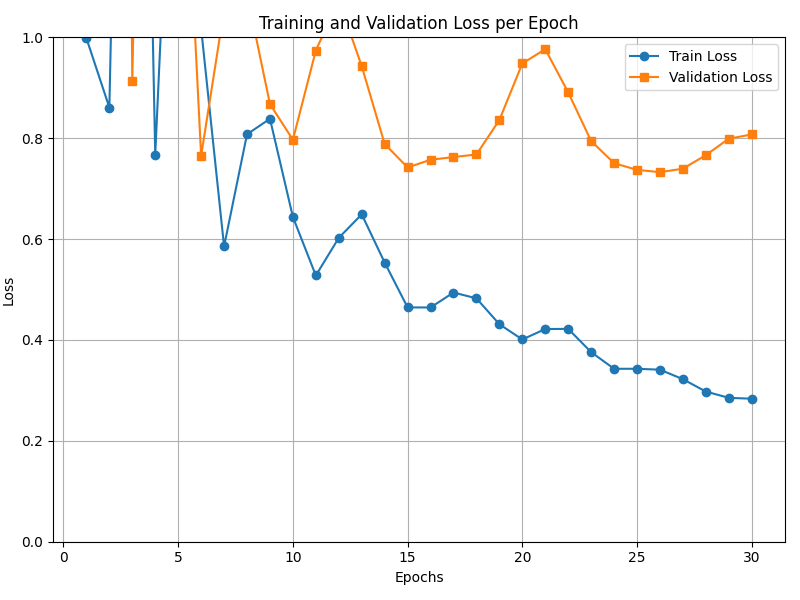 Training and Validation Loss per Epoch
Train Loss
Validation Loss
Loss
1.0
0.8
0.6
0.4
0.2
0.0
0 5 10 15 20 25 30
Epochs